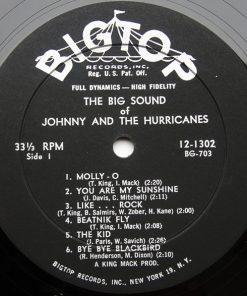 BIGTOP
RECORDS, INC.
Reg. U. S. Pat. Off.
FULL DYNAMICS — HIGH FIDELITY
THE BIG SOUND
of
JOHNNY AND THE HURRICANES
33⅓ RPM
12-1302
Side 1
BG-703
1. MOLLY-O
(T. King, I. Mack) (2:20)
2. YOU ARE MY SUNSHINE
(J. Davis, C. Mitchell) (2:11)
3. LIKE . . . ROCK
(K. Bang, B. Salmirs, W. Zober, H. Kane) (2:00)
4. BEATNIK FLY
(T. King, I. Mack) (2:10)
5. THE KID
(J. Paris, W. Savich) (2:16)
6. BYE BYE BLACKBIRD
(R. Henderson, M. Dixon) (2:10)
A KING MACK PROD.
BIGTOP RECORDS, INC., NEW YORK 19, N. Y.